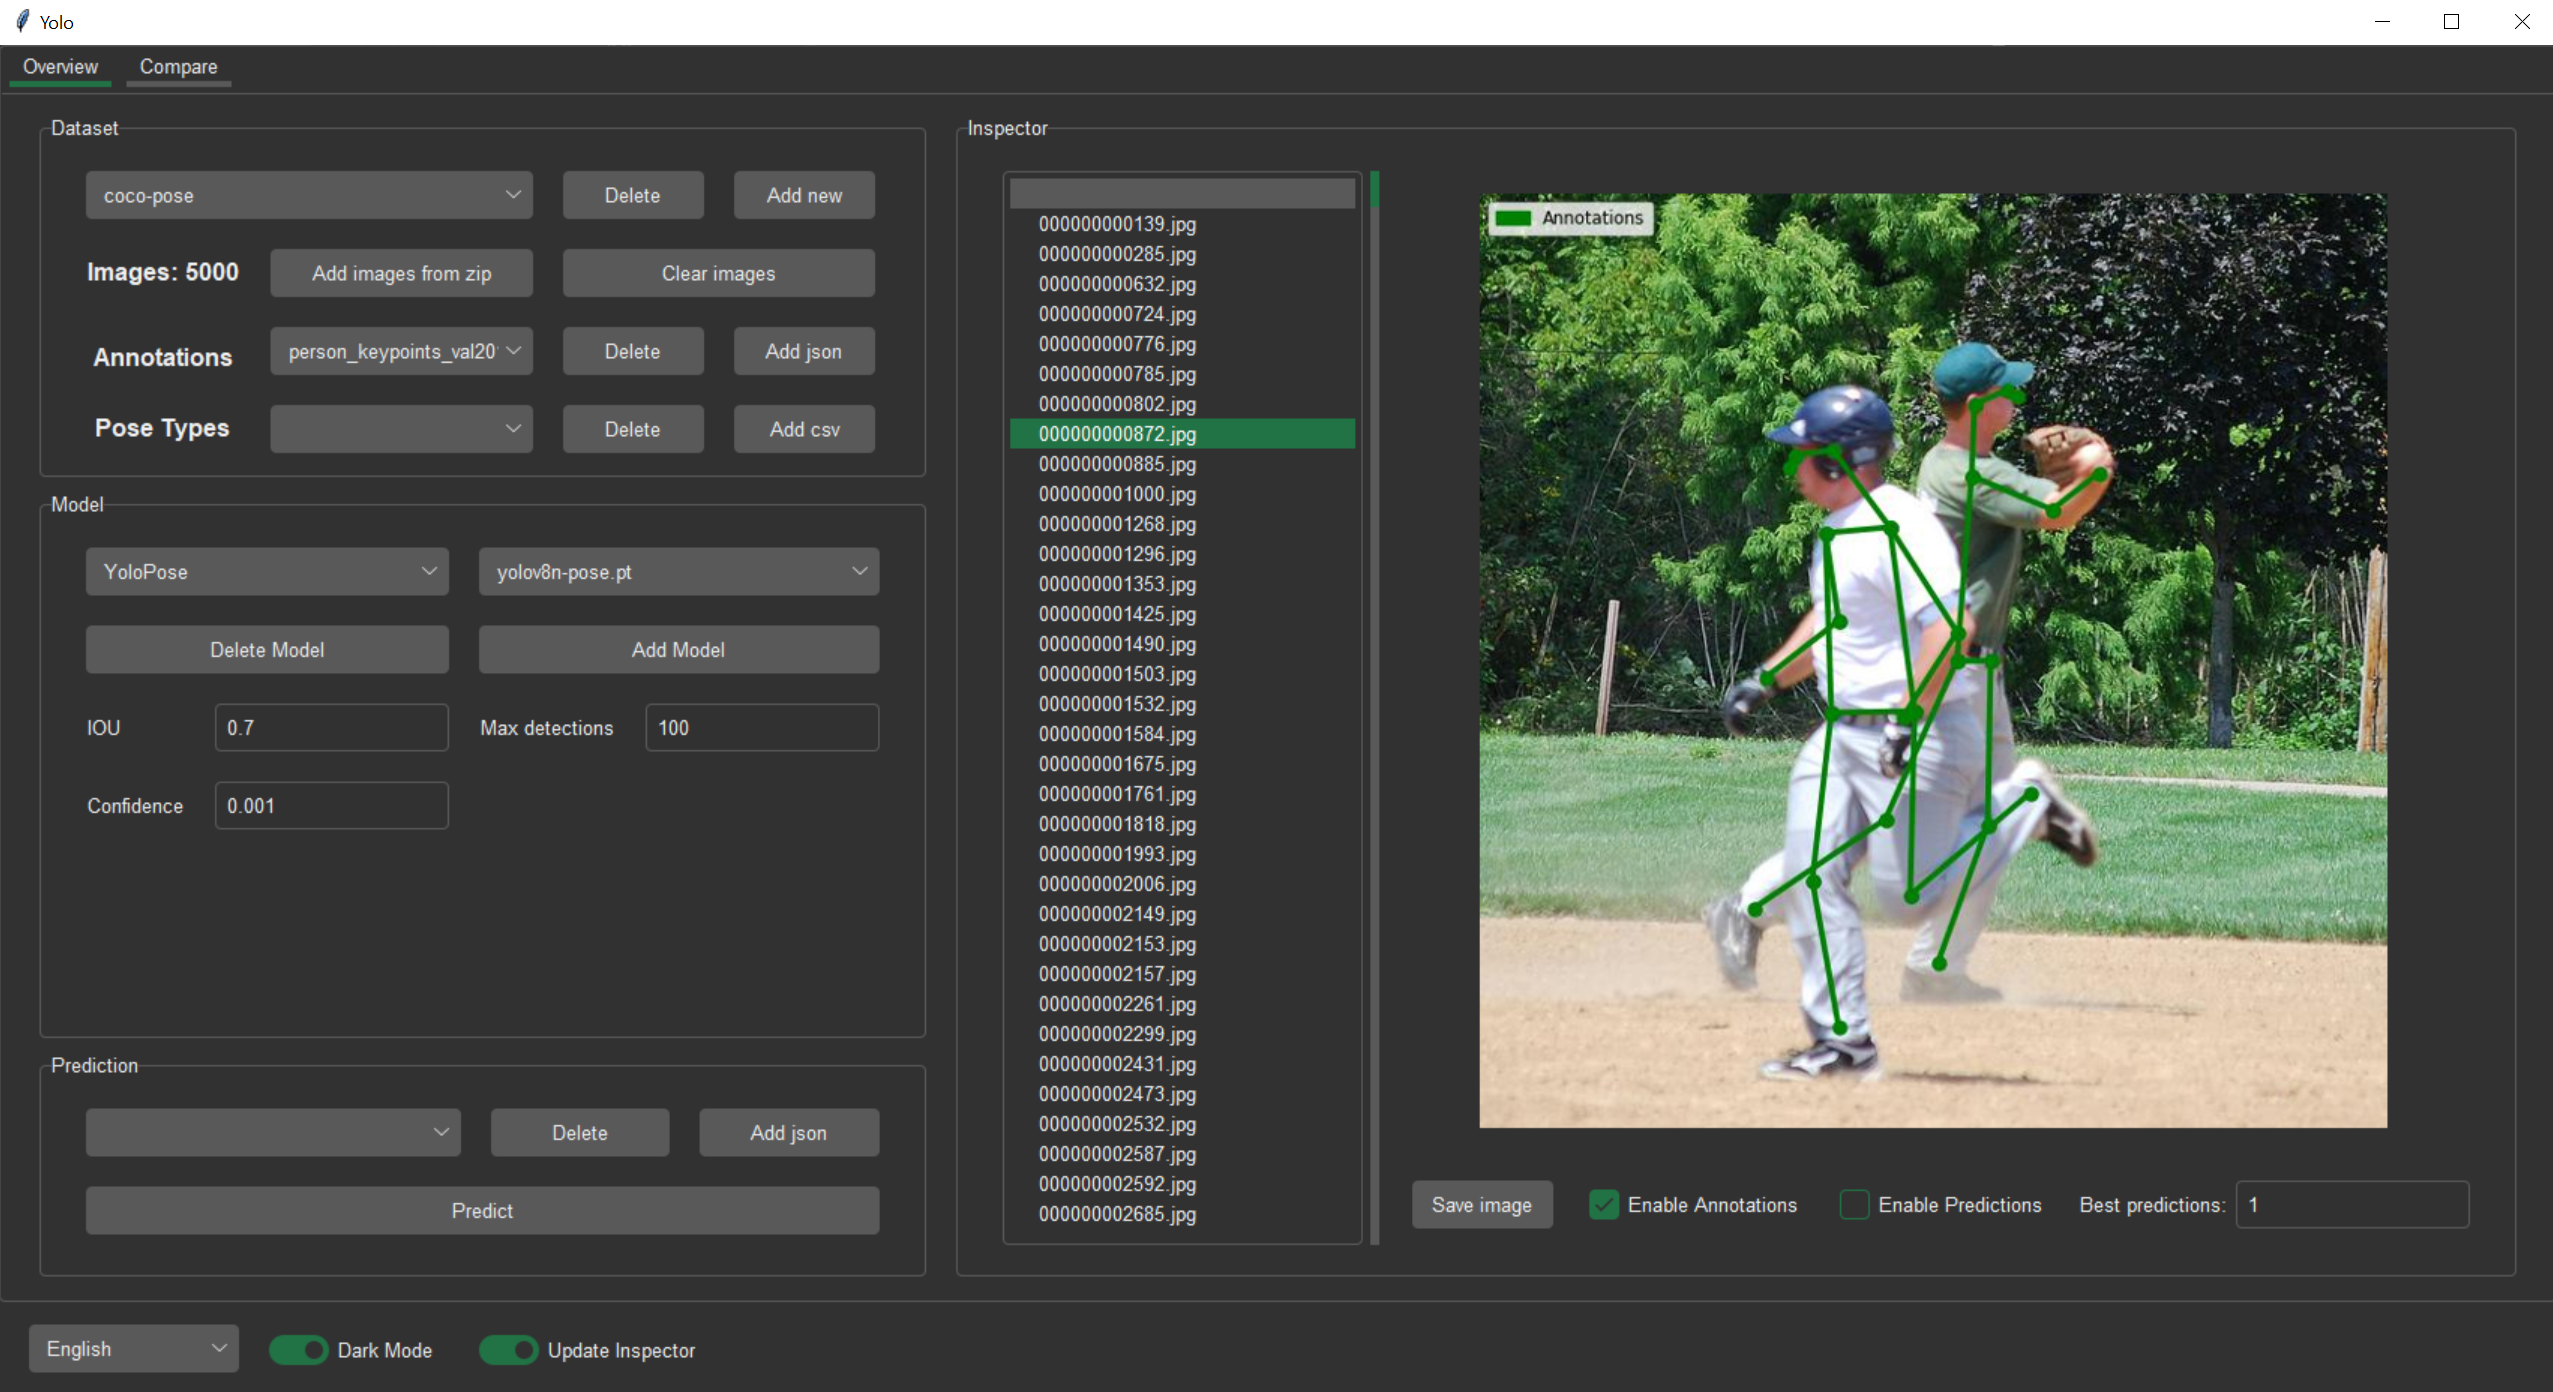 Yolo
Overview Compare
Dataset
coco-pose Delete Add new
Images: 5000 Add images from zip Clear images
Annotations person_keypoints_val20 Delete Add json
Pose Types Delete Add csv
Model
YoloPose yolov8n-pose.pt
Delete Model Add Model
IOU 0.7 Max detections 100
Confidence 0.001
Prediction
Delete Add json
Predict
Inspector
000000000139.jpg
000000000285.jpg
000000000632.jpg
000000000724.jpg
000000000776.jpg
000000000785.jpg
000000000802.jpg
000000000872.jpg
000000000885.jpg
000000001000.jpg
000000001268.jpg
000000001296.jpg
000000001353.jpg
000000001425.jpg
000000001490.jpg
000000001503.jpg
000000001532.jpg
000000001584.jpg
000000001675.jpg
000000001761.jpg
000000001818.jpg
000000001993.jpg
000000002006.jpg
000000002149.jpg
000000002153.jpg
000000002157.jpg
000000002261.jpg
000000002299.jpg
000000002431.jpg
000000002473.jpg
000000002532.jpg
000000002587.jpg
000000002592.jpg
000000002685.jpg
Annotations
Save image Enable Annotations Enable Predictions Best predictions: 1
English Dark Mode Update Inspector